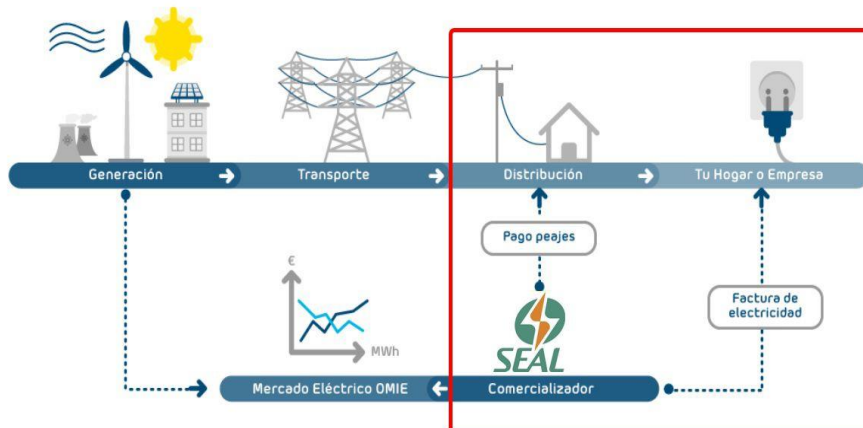 Generación
Transporte
Distribución
Tu Hogar o Empresa
Pago peajes
€
MWh
SEAL
Factura de
electricidad
Mercado Eléctrico OMIE
Comercializador